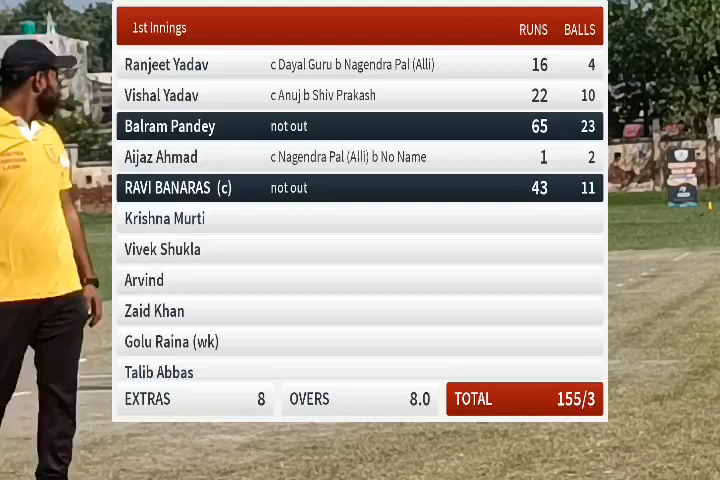 1st Innings RUNS BALLS
Ranjeet Yadav c Dayal Guru b Nagendra Pal (Alli) 16 4
Vishal Yadav c Anuj b Shiv Prakash 22 10
Balram Pandey not out 65 23
Aijaz Ahmad c Nagendra Pal (Alli) b No Name 1 2
RAVI BANARAS (c) not out 43 11
Krishna Murti
Vivek Shukla
Arvind
Zaid Khan
Golu Raina (wk)
Talib Abbas
EXTRAS 8 OVERS 8.0 TOTAL 155/3